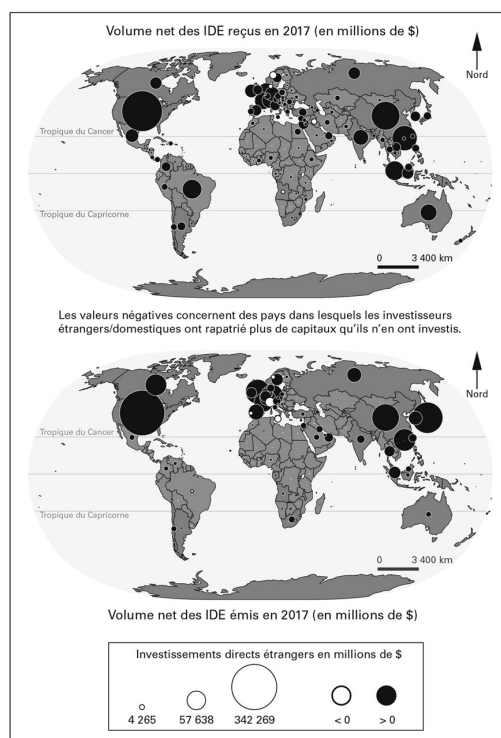 Volume net des IDE reçus en 2017 (en millions de $)
Nord
Tropique du Cancer
Tropique du Capricorne
0 3 400 km
Les valeurs négatives concernent des pays dans lesquels les investisseurs
étrangers/domestiques ont rapatrié plus de capitaux qu'ils n'en ont investis.
Nord
Tropique du Cancer
Tropique du Capricorne
0 3 400 km
Volume net des IDE émis en 2017 (en millions de $)
Investissements directs étrangers en millions de $
4 265 57 638 342 269 < 0 > 0